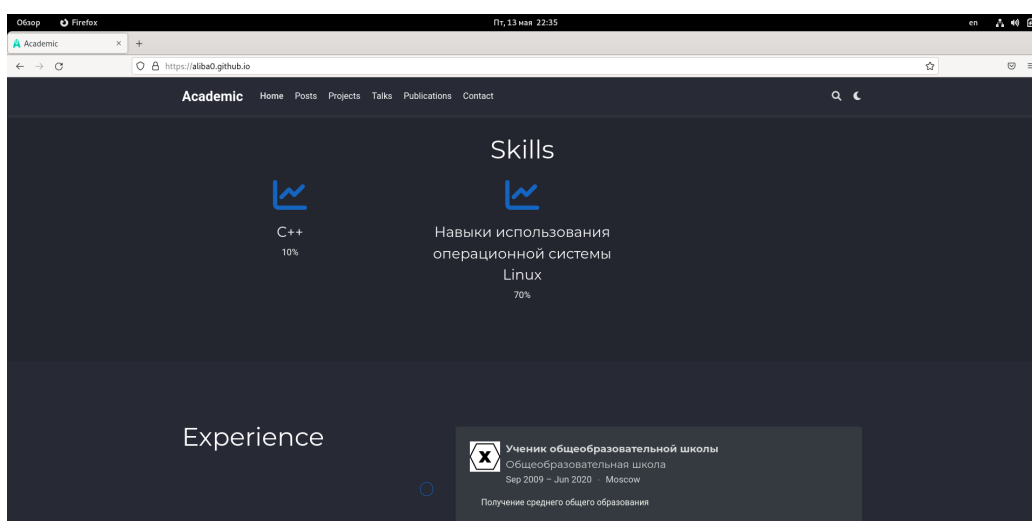 Обзор Firefox Пт, 13 мая 22:35 en
Academic
https://aliba0.github.io
Academic Home Posts Projects Talks Publications Contact
Skills
C++
10%
Навыки использования
операционной системы
Linux
70%
Experience
X
Ученик общеобразовательной школы
Общеобразовательная школа
Sep 2009 – Jun 2020 · Moscow
Получение среднего общего образования